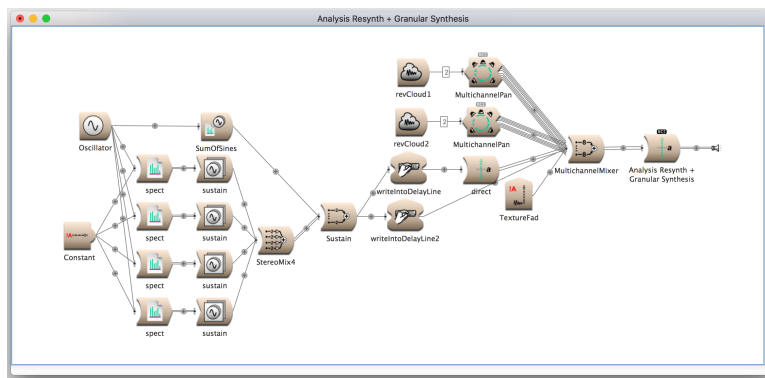 Analysis Resynth + Granular Synthesis
revCloud1
2
MultichannelPan
Oscillator
SumOfSines
revCloud2
2
MultichannelPan
spect
sustain
writeIntoDelayLine
a
direct
MultichannelMixer
a
Analysis Resynth +
Granular Synthesis
Constant
spect
sustain
StereoMix4
Sustain
writeIntoDelayLine2
!A
TextureFad
spect
sustain
spect
sustain